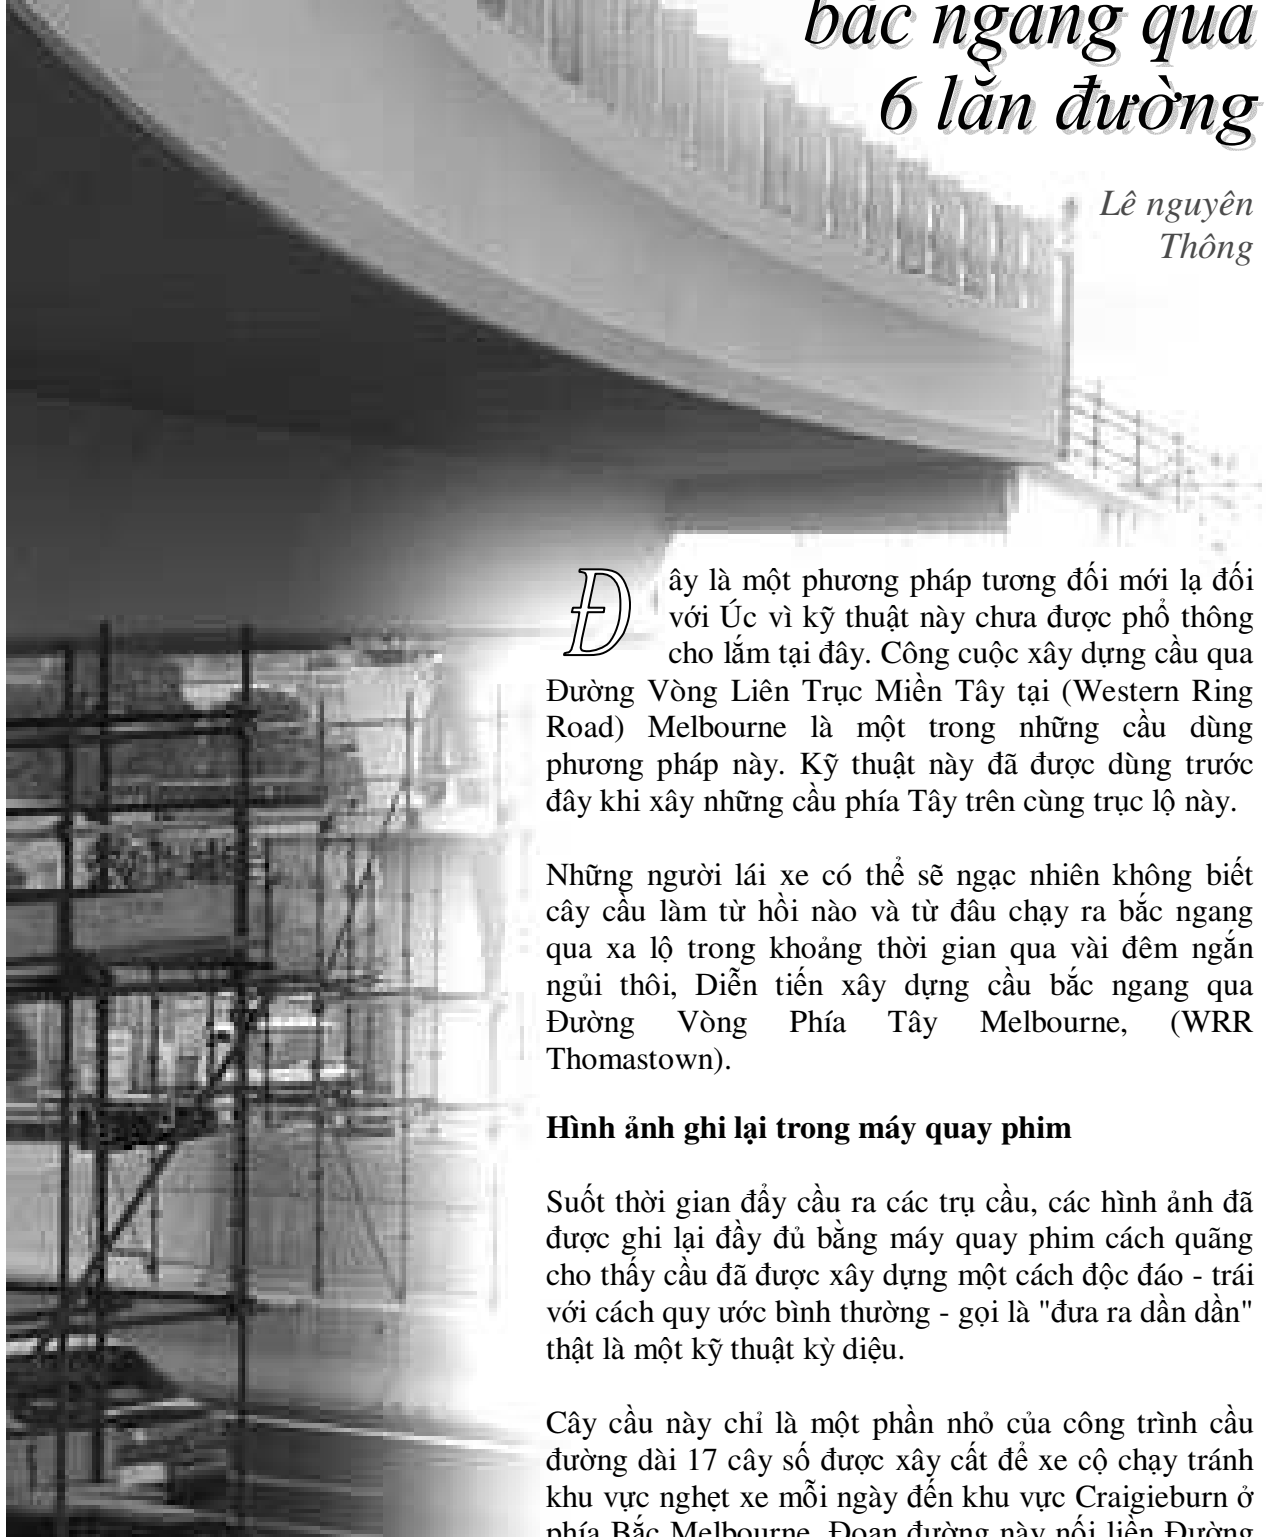 bắc ngang qua
6 lằn đường
Lê nguyên
Thông
Đây là một phương pháp tương đối mới lạ đối
với Úc vì kỹ thuật này chưa được phổ thông
cho lắm tại đây. Công cuộc xây dựng cầu qua
Đường Vòng Liên Trục Miền Tây tại (Western Ring
Road) Melbourne là một trong những cầu dùng
phương pháp này. Kỹ thuật này đã được dùng trước
đây khi xây những cầu phía Tây trên cùng trục lộ này.
Những người lái xe có thể sẽ ngạc nhiên không biết
cây cầu làm từ hồi nào và từ đâu chạy ra bắc ngang
qua xa lộ trong khoảng thời gian qua vài đêm ngắn
ngủi thôi, Diễn tiến xây dựng cầu bắc ngang qua
Đường Vòng Phía Tây Melbourne, (WRR
Thomastown).
Hình ảnh ghi lại trong máy quay phim
Suốt thời gian đẩy cầu ra các trụ cầu, các hình ảnh đã
được ghi lại đầy đủ bằng máy quay phim cách quãng
cho thấy cầu đã được xây dựng một cách độc đáo - trái
với cách quy ước bình thường - gọi là "đưa ra dần dần"
thật là một kỹ thuật kỳ diệu.
Cây cầu này chỉ là một phần nhỏ của công trình cầu
đường dài 17 cây số được xây cất để xe cộ chạy tránh
khu vực nghẹt xe mỗi ngày đến khu vực Craigieburn ở
phía Bắc Melbourne. Đoạn đường này nối liền Đường